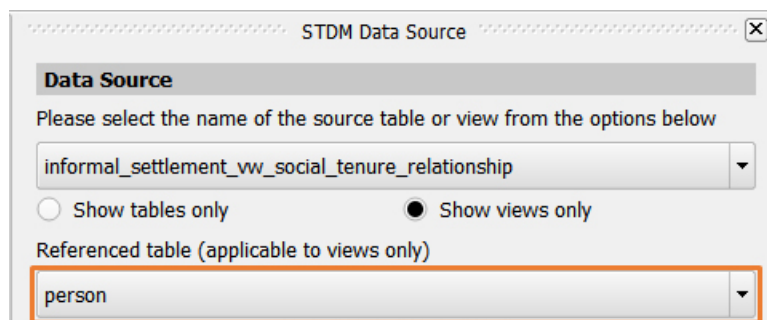 STDM Data Source
Data Source
Please select the name of the source table or view from the options below
informal_settlement_vw_social_tenure_relationship
Show tables only Show views only
Referenced table (applicable to views only)
person